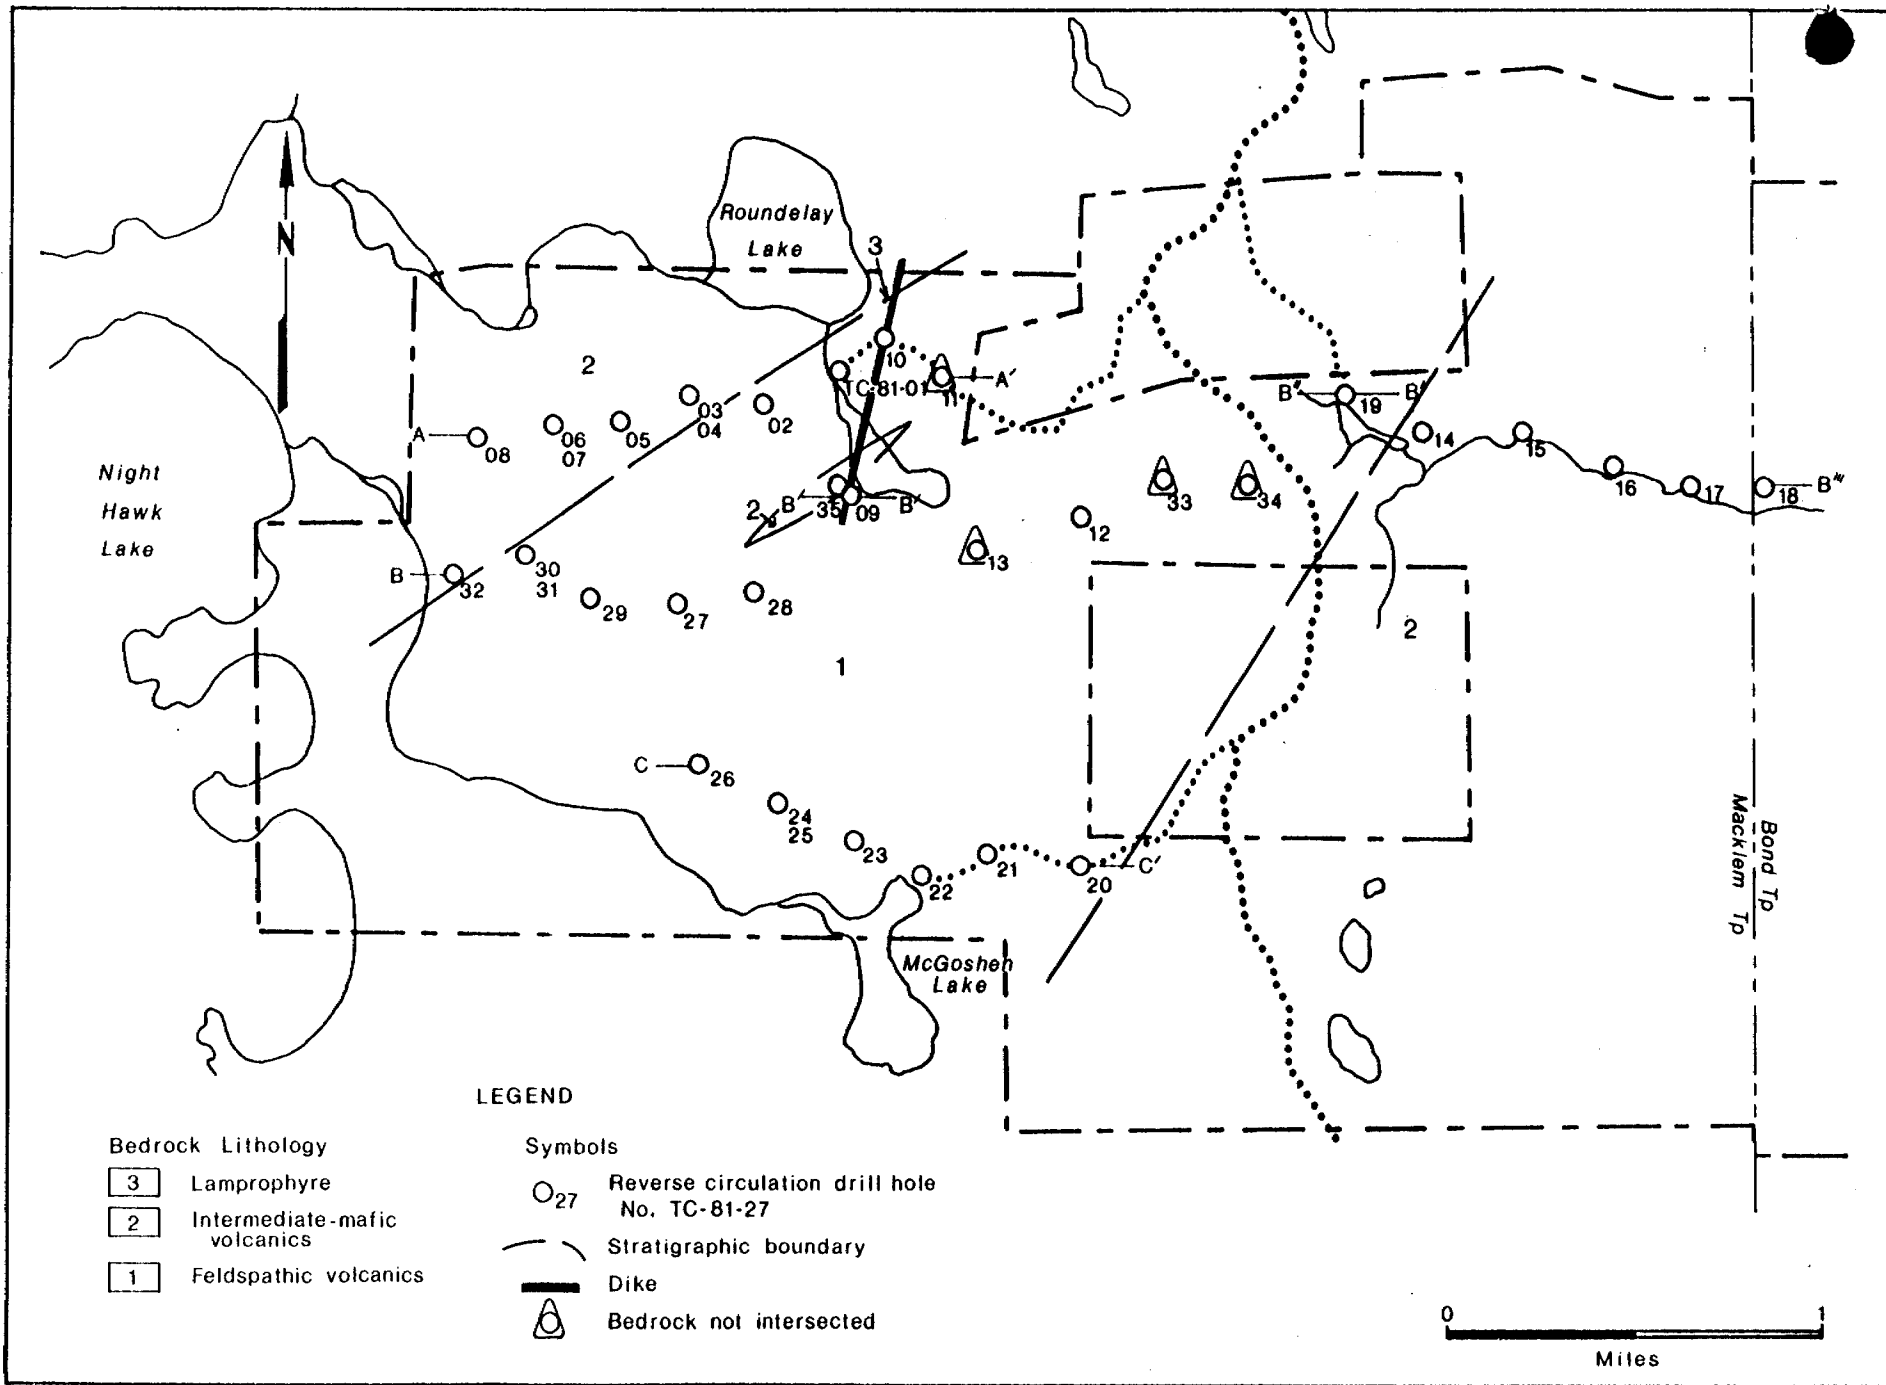 Roundelay
Lake
N
3
2
10
TC-81-01
11
A'
03
04
02
05
06
07
A
08
B'
19
B''
14
15
16
17
18
B'''
Night
Hawk
Lake
2
B'
35
09
B'
33
34
12
13
B
32
30
31
29
27
28
2
1
C
26
24
25
23
22
21
20
C'
Macklem Tp
Bond Tp
McGoshen
Lake
LEGEND
Bedrock Lithology
3 Lamprophyre
2 Intermediate-mafic
volcanics
1 Feldspathic volcanics
Symbols
27 Reverse circulation drill hole
No. TC-81-27
Stratigraphic boundary
Dike
Bedrock not intersected
0 1
Miles